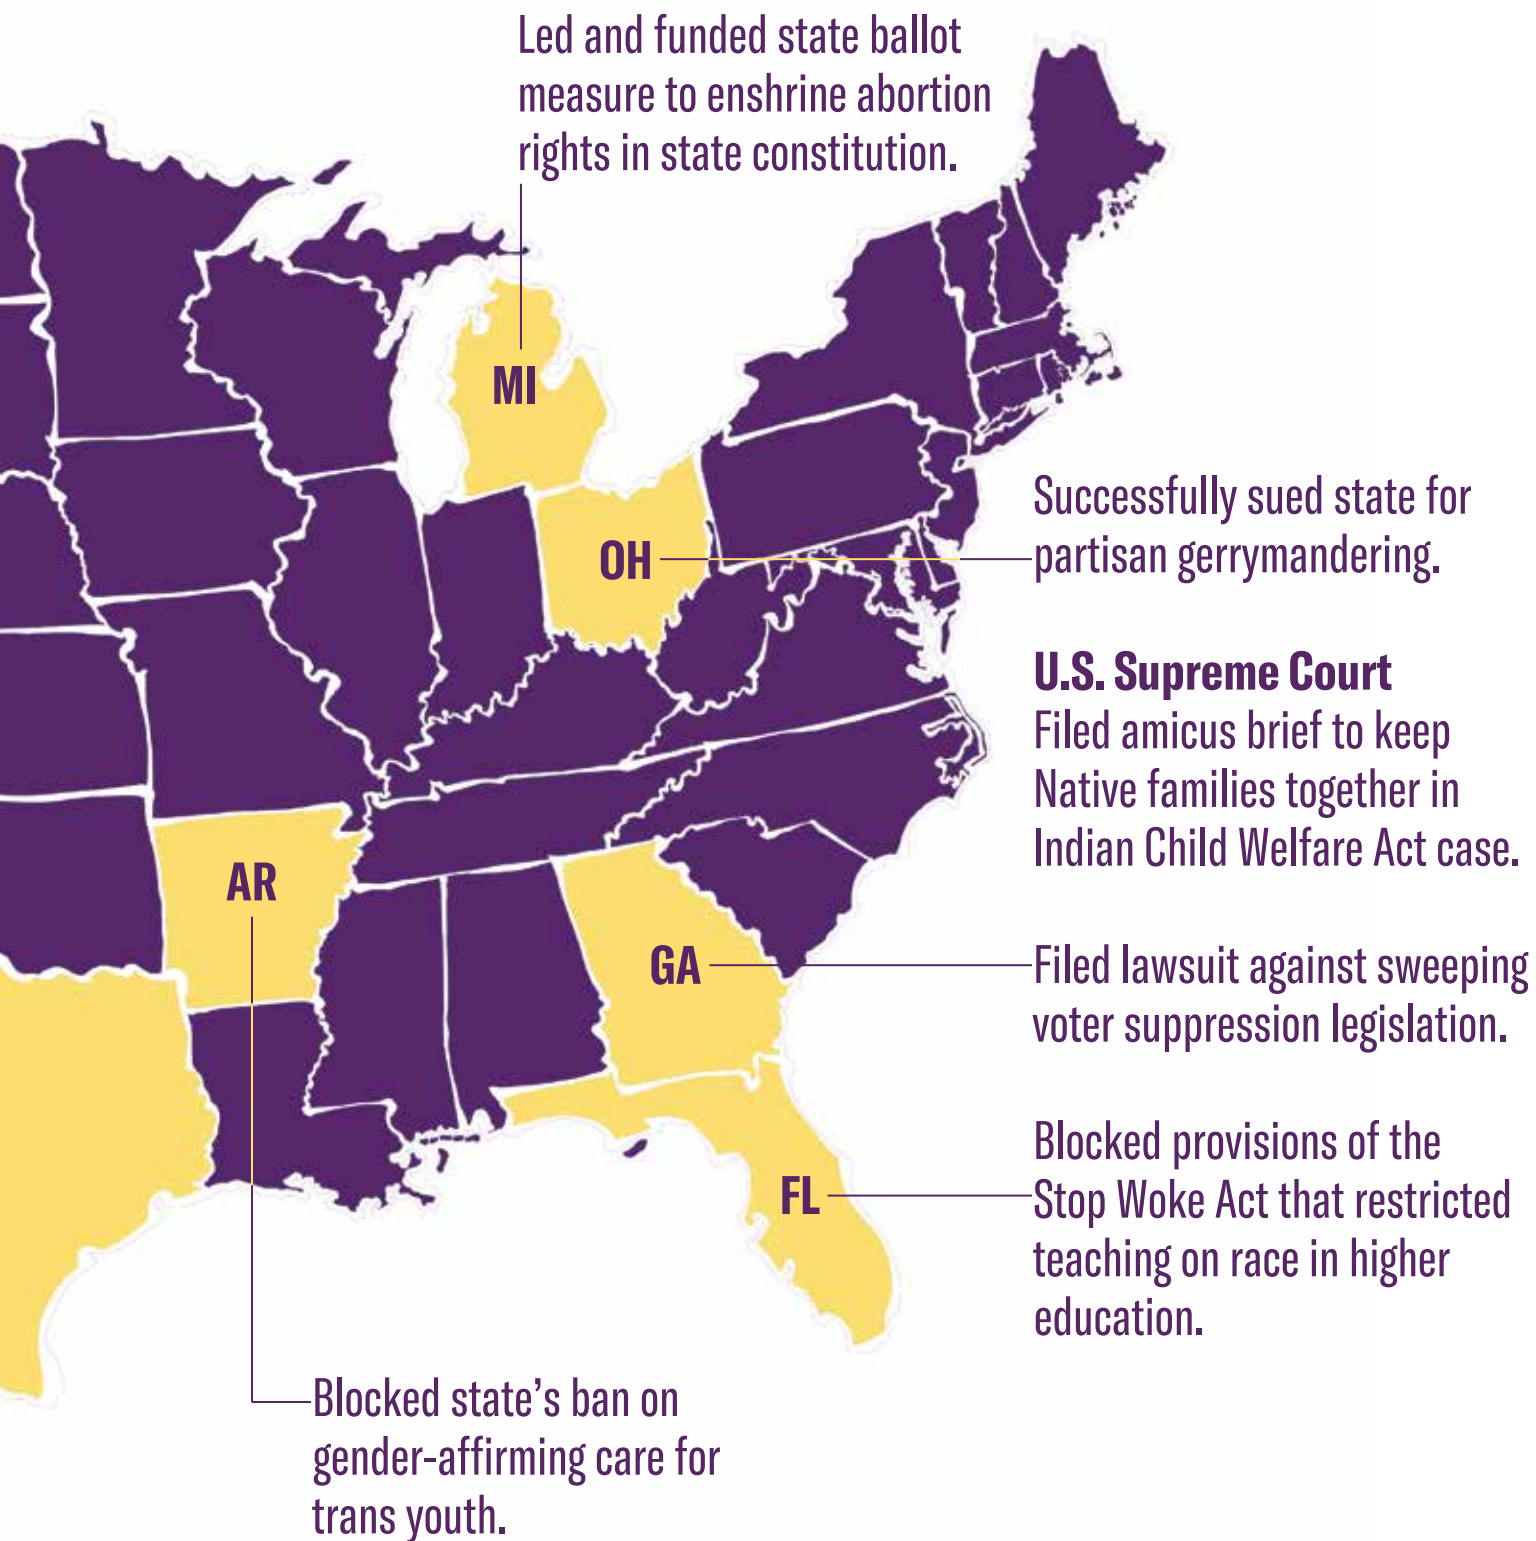 Led and funded state ballot
measure to enshrine abortion
rights in state constitution.
MI
OH
Successfully sued state for
partisan gerrymandering.
U.S. Supreme Court
Filed amicus brief to keep
Native families together in
Indian Child Welfare Act case.
AR
GA
Filed lawsuit against sweeping
voter suppression legislation.
FL
Blocked provisions of the
Stop Woke Act that restricted
teaching on race in higher
education.
Blocked state’s ban on
gender-affirming care for
trans youth.